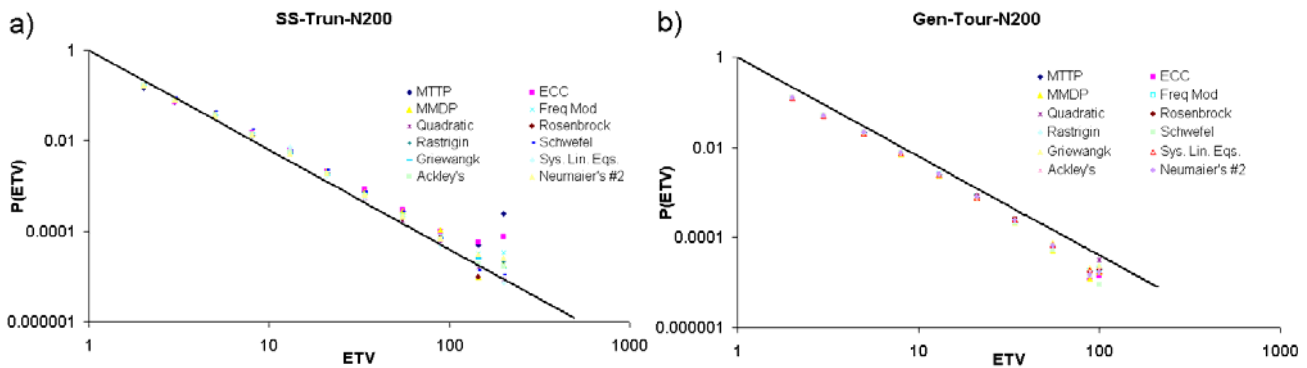 a)
SS-Trun-N200
1
0.01
0.0001
0.000001
P(ETV)
MTTP
ECC
MMDP
Freq Mod
Quadratic
Rosenbrock
Rastrigin
Schwefel
Griewangk
Sys. Lin. Eqs.
Ackley's
Neumaier's #2
1
10
100
1000
ETV
b)
Gen-Tour-N200
1
0.01
0.0001
0.000001
P(ETV)
MTTP
ECC
MMDP
Freq Mod
Quadratic
Rosenbrock
Rastrigin
Schwefel
Griewangk
Sys. Lin. Eqs.
Ackley's
Neumaier's #2
1
10
100
1000
ETV